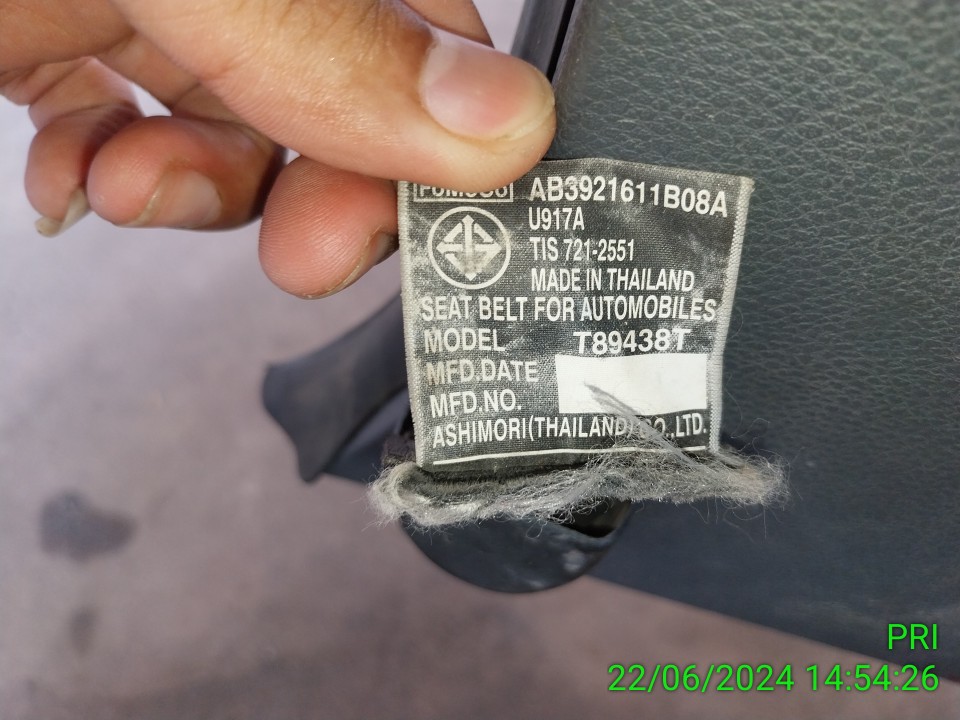 AB3921611B08A
U917A
TIS 721-2551
MADE IN THAILAND
SEAT BELT FOR AUTOMOBILES
MODEL T89438T
MFD.DATE
MFD.NO.
ASHIMORI (THAILAND) CO.,LTD.
PRI
22/06/2024 14:54:26